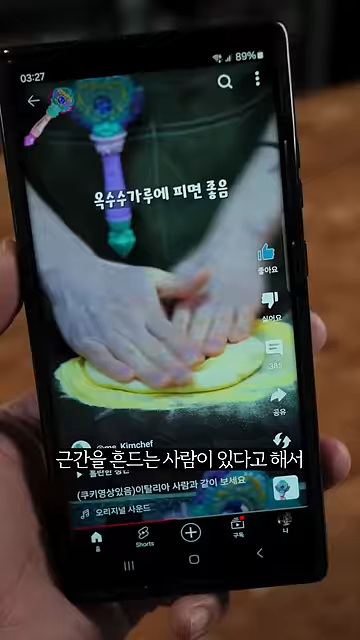 03:27
89%
옥수수가루에 피면 좋음
좋아요
싫어요
공유
@ms_Kimchef
근간을 흔드는 사람이 있다고 해서
(쿠키영상있음)이탈리아 사람과 같이 보세요
오리지널 사운드
홈
Shorts
구독
나